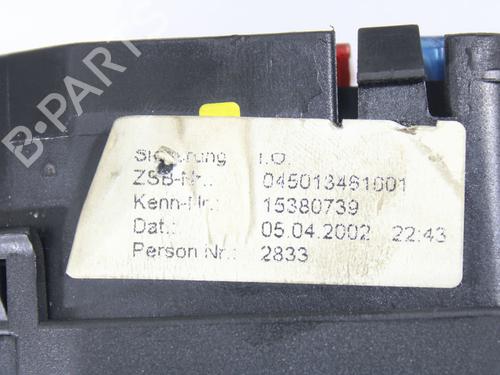 B-PARTS
Sicherung I.O.
ZSB-Nr.: 045013461001
Kenn-Nr.: 15380739
Dat.: 05.04.2002 22:43
Person Nr.: 2833